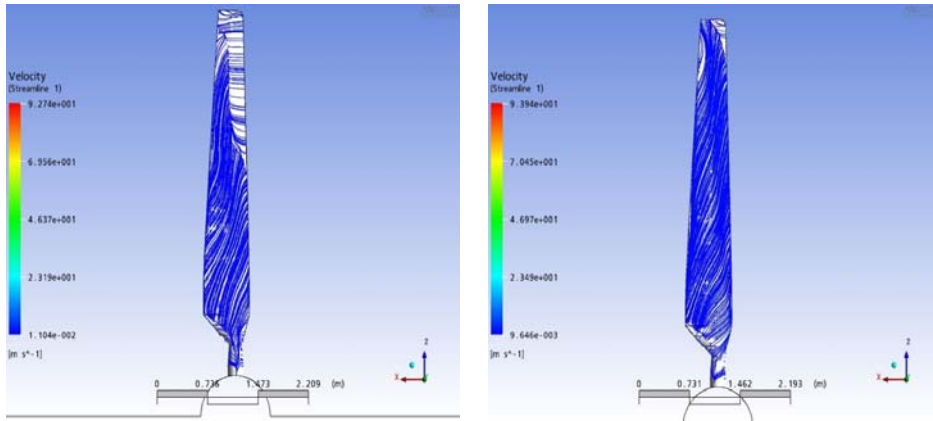 Velocity
(Streamline 1)
9.274e+001
6.956e+001
4.637e+001
2.319e+001
1.104e-002
[m s^-1]
0 0.736 1.473 2.209 (m)
Z
X
Velocity
(Streamline 1)
9.394e+001
7.045e+001
4.697e+001
2.349e+001
9.646e-003
[m s^-1]
0 0.731 1.462 2.193 (m)
Z
X